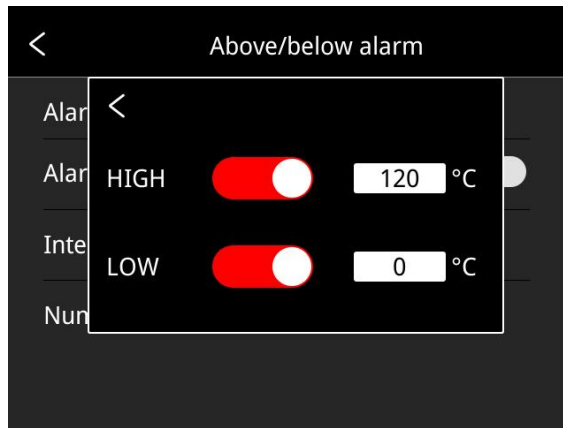 Above/below alarm
Alar
Alar
HIGH 120 °C
Inte
LOW 0 °C
Num